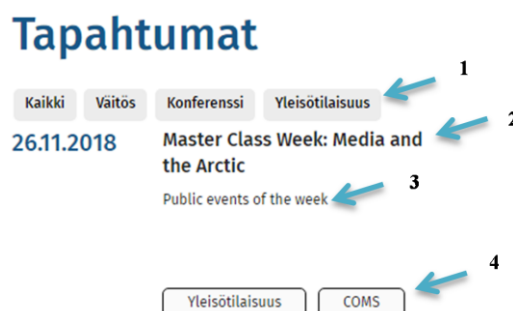 Tapahtumat
1
Kaikki Väitös Konferenssi Yleisötilaisuus
2
26.11.2018 Master Class Week: Media and
the Arctic
3
Public events of the week
4
Yleisötilaisuus COMS